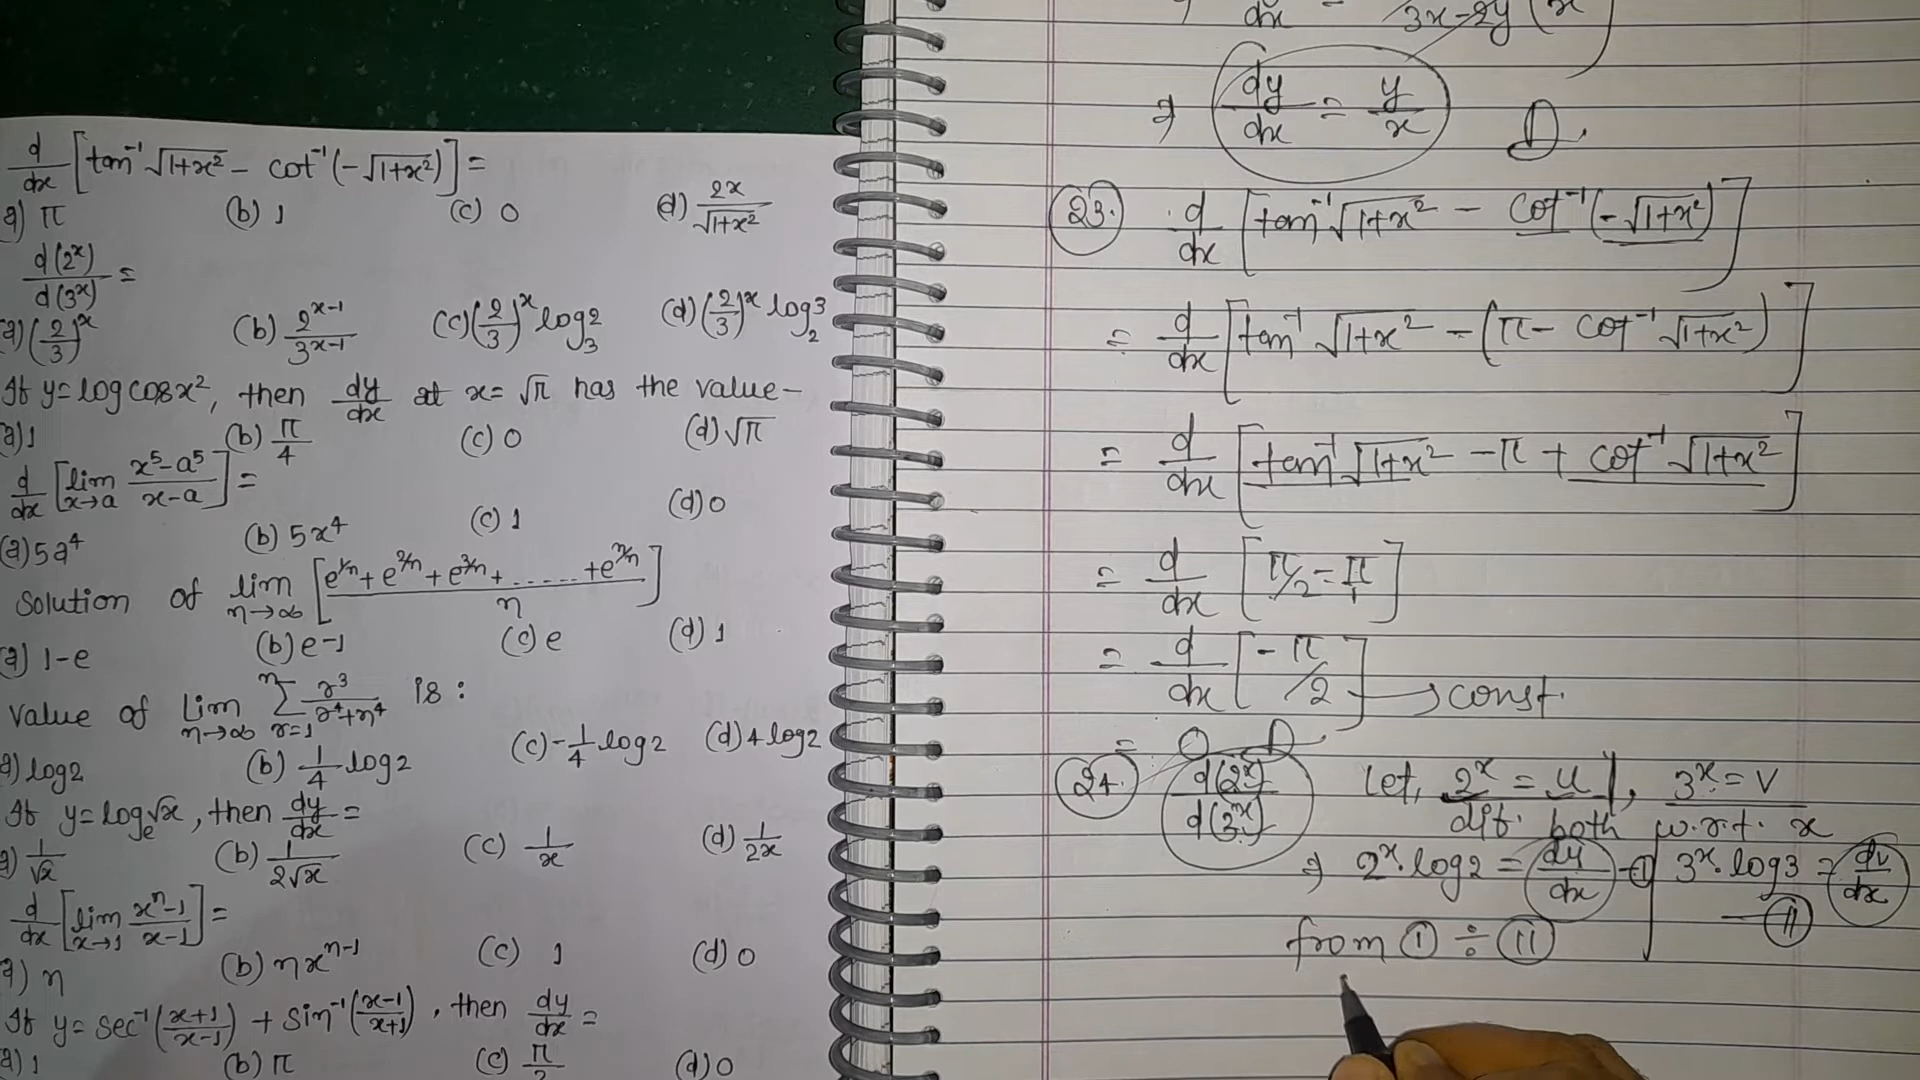 d/dx [tan⁻¹ √1+x² − cot⁻¹(−√1+x²)] =
a) π (b) 1 (c) 0 (d) 2x/√1+x²
d(2ˣ)/d(3ˣ) =
a) (2/3)ˣ (b) 2ˣ⁻¹/3ˣ⁻¹ (c) (2/3)ˣ log₃2 (d) (2/3)ˣ log₂3
If y = log cos x², then dy/dx at x = √π has the value −
a) 1 (b) π/4 (c) 0 (d) √π
d/dx [lim x→a x⁵−a⁵/x−a] =
(a) 5a⁴ (b) 5x⁴ (c) 1 (d) 0
Solution of lim n→∞ [e^1/n + e^2/n + e^3/n + ...... + e^n/n / n]
a) 1−e (b) e−1 (c) e (d) 1
Value of Lim n→∞ n Σ r=1 r³/r⁴+n⁴ is :
a) log2 (b) 1/4 log2 (c) −1/4 log2 (d) 4 log2
If y = logₑ√x, then dy/dx =
a) 1/√x (b) 1/2√x (c) 1/x (d) 1/2x
d/dx [lim x→1 xⁿ−1/x−1] =
a) n (b) nxⁿ⁻¹ (c) 1 (d) 0
If y = sec⁻¹(x+1/x−1) + sin⁻¹(x−1/x+1), then dy/dx =
a) 1 (b) π (c) π/2 (d) 0
dx = 3x−2y (x
⇒ dy/dx = y/x D.
23. d/dx [tan⁻¹√1+x² − cot⁻¹(−√1+x²)]
= d/dx [tan⁻¹ √1+x² − (π − cot⁻¹ √1+x²)]
= d/dx [tan⁻¹ √1+x² − π + cot⁻¹ √1+x²]
= d/dx [π/2 − π/1]
= d/dx [−π/2] → const.
= 0
24. d(2ˣ)/d(3ˣ) Let, 2ˣ = u, 3ˣ = v
dif. both w.r.t. x
⇒ 2ˣ. log2 = du/dx −① 3ˣ. log3 = dv/dx
−②
from ① ÷ ②